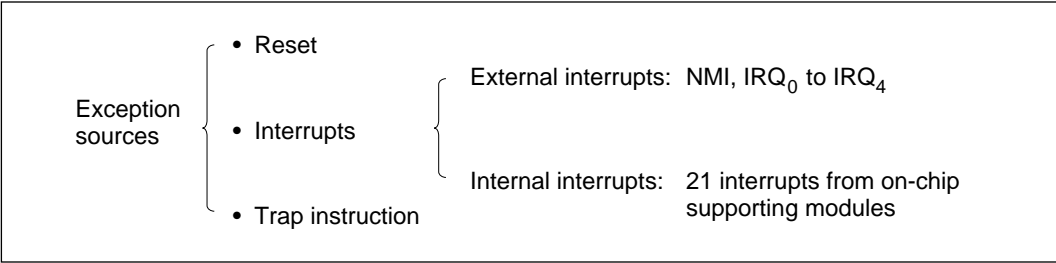 Exception
sources
• Reset
• Interrupts
• Trap instruction
External interrupts: NMI, IRQ0 to IRQ4
Internal interrupts: 21 interrupts from on-chip
supporting modules